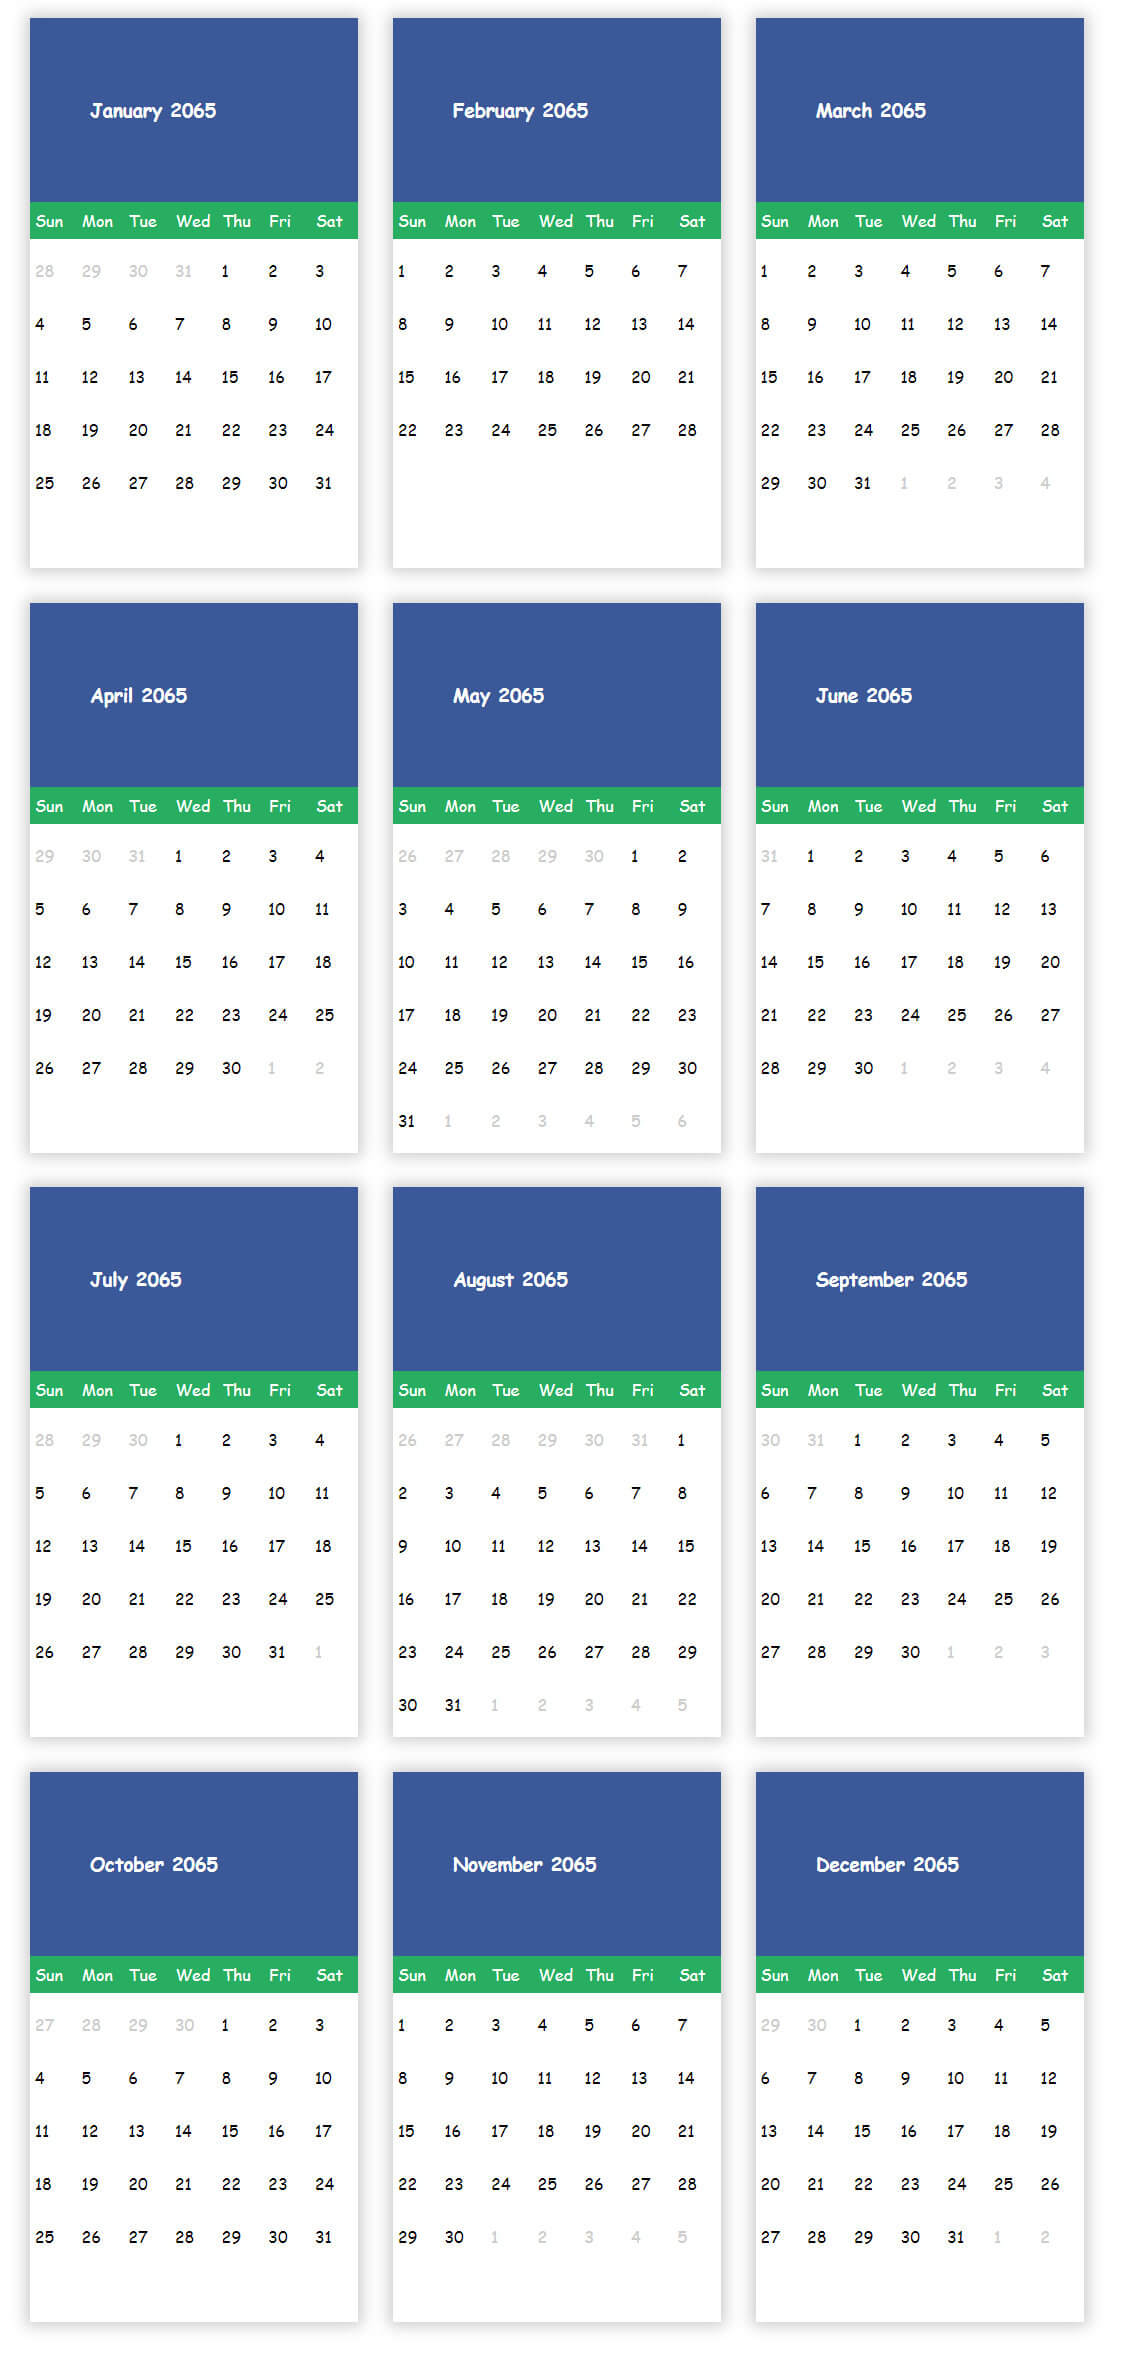 January 2065
Sun Mon Tue Wed Thu Fri Sat
28 29 30 31 1 2 3
4 5 6 7 8 9 10
11 12 13 14 15 16 17
18 19 20 21 22 23 24
25 26 27 28 29 30 31
February 2065
Sun Mon Tue Wed Thu Fri Sat
1 2 3 4 5 6 7
8 9 10 11 12 13 14
15 16 17 18 19 20 21
22 23 24 25 26 27 28
March 2065
Sun Mon Tue Wed Thu Fri Sat
1 2 3 4 5 6 7
8 9 10 11 12 13 14
15 16 17 18 19 20 21
22 23 24 25 26 27 28
29 30 31 1 2 3 4
April 2065
Sun Mon Tue Wed Thu Fri Sat
29 30 31 1 2 3 4
5 6 7 8 9 10 11
12 13 14 15 16 17 18
19 20 21 22 23 24 25
26 27 28 29 30 1 2
May 2065
Sun Mon Tue Wed Thu Fri Sat
26 27 28 29 30 1 2
3 4 5 6 7 8 9
10 11 12 13 14 15 16
17 18 19 20 21 22 23
24 25 26 27 28 29 30
31 1 2 3 4 5 6
June 2065
Sun Mon Tue Wed Thu Fri Sat
31 1 2 3 4 5 6
7 8 9 10 11 12 13
14 15 16 17 18 19 20
21 22 23 24 25 26 27
28 29 30 1 2 3 4
July 2065
Sun Mon Tue Wed Thu Fri Sat
28 29 30 1 2 3 4
5 6 7 8 9 10 11
12 13 14 15 16 17 18
19 20 21 22 23 24 25
26 27 28 29 30 31 1
August 2065
Sun Mon Tue Wed Thu Fri Sat
26 27 28 29 30 31 1
2 3 4 5 6 7 8
9 10 11 12 13 14 15
16 17 18 19 20 21 22
23 24 25 26 27 28 29
30 31 1 2 3 4 5
September 2065
Sun Mon Tue Wed Thu Fri Sat
30 31 1 2 3 4 5
6 7 8 9 10 11 12
13 14 15 16 17 18 19
20 21 22 23 24 25 26
27 28 29 30 1 2 3
October 2065
Sun Mon Tue Wed Thu Fri Sat
27 28 29 30 1 2 3
4 5 6 7 8 9 10
11 12 13 14 15 16 17
18 19 20 21 22 23 24
25 26 27 28 29 30 31
November 2065
Sun Mon Tue Wed Thu Fri Sat
1 2 3 4 5 6 7
8 9 10 11 12 13 14
15 16 17 18 19 20 21
22 23 24 25 26 27 28
29 30 1 2 3 4 5
December 2065
Sun Mon Tue Wed Thu Fri Sat
29 30 1 2 3 4 5
6 7 8 9 10 11 12
13 14 15 16 17 18 19
20 21 22 23 24 25 26
27 28 29 30 31 1 2